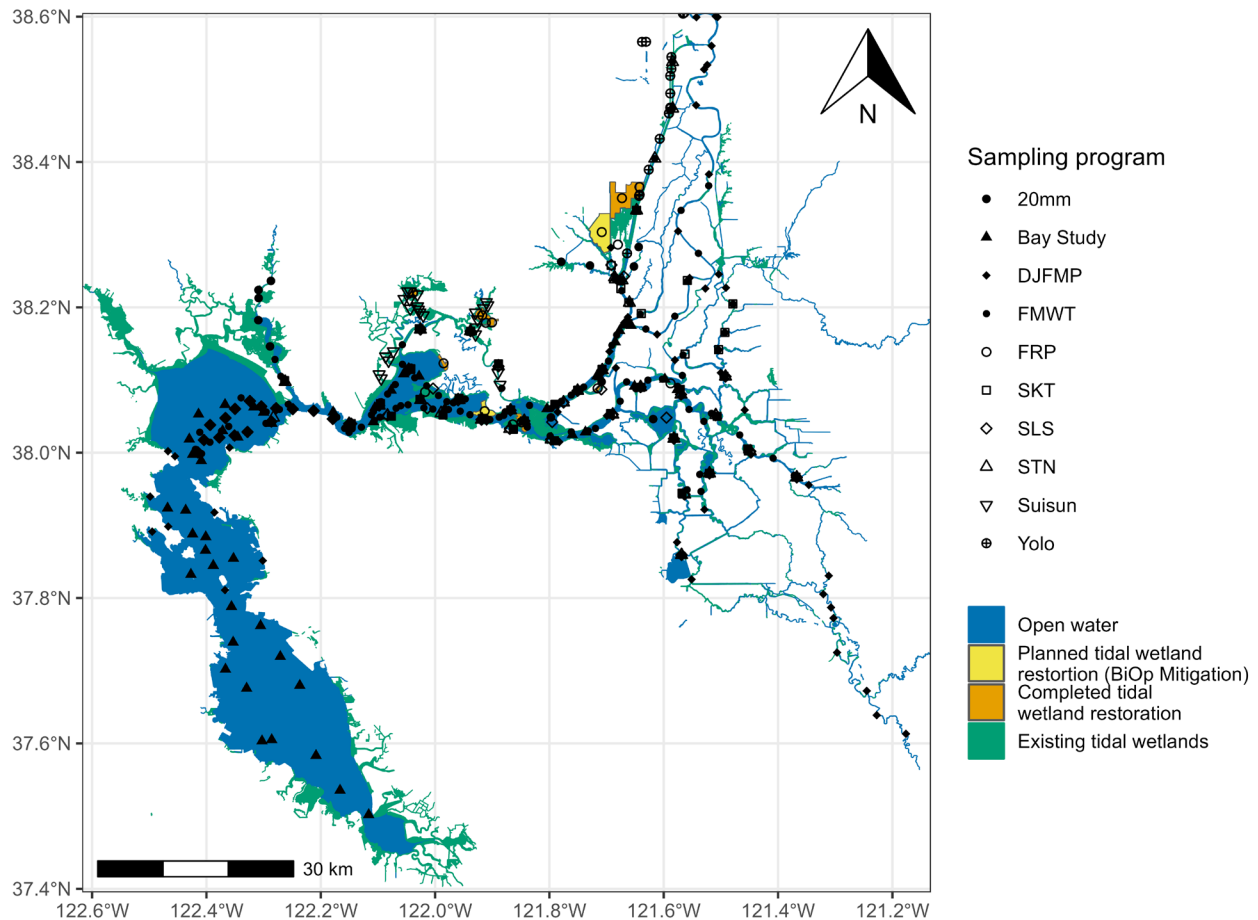 38.6°N
38.4°N
38.2°N
38.0°N
37.8°N
37.6°N
37.4°N
122.6°W
122.4°W
122.2°W
122.0°W
121.8°W
121.6°W
121.4°W
121.2°W
N
30 km
Sampling program
20mm
Bay Study
DJFMP
FMWT
FRP
SKT
SLS
STN
Suisun
Yolo
Open water
Planned tidal wetland
restortion (BiOp Mitigation)
Completed tidal
wetland restoration
Existing tidal wetlands